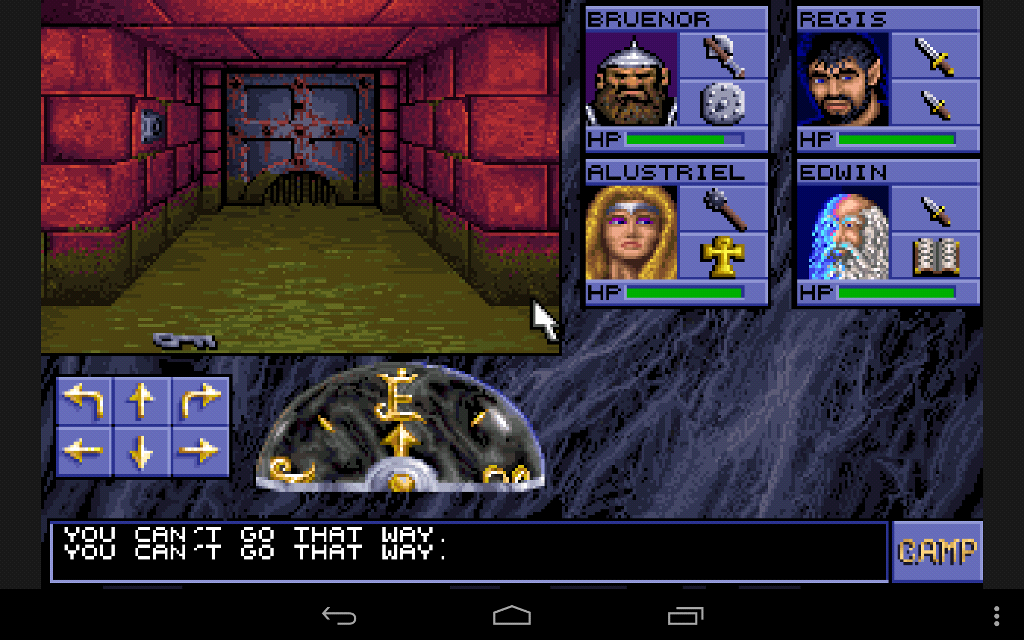 BRUENOR
REGIS
HP
HP
ALUSTRIEL
EDWIN
HP
HP
E
YOU CAN'T GO THAT WAY.
YOU CAN'T GO THAT WAY.
CAMP